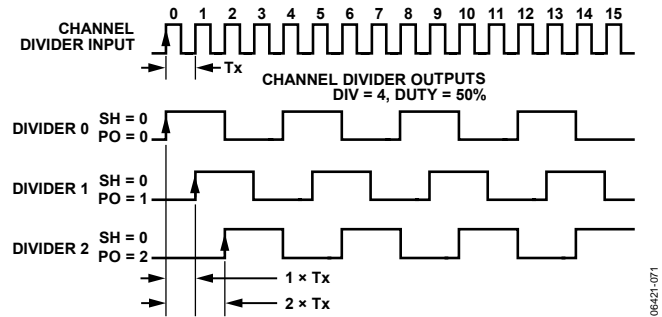 0 1 2 3 4 5 6 7 8 9 10 11 12 13 14 15
CHANNEL
DIVIDER INPUT
Tx
CHANNEL DIVIDER OUTPUTS
DIV = 4, DUTY = 50%
DIVIDER 0
SH = 0
PO = 0
DIVIDER 1
SH = 0
PO = 1
DIVIDER 2
SH = 0
PO = 2
1 × Tx
2 × Tx
06421-071